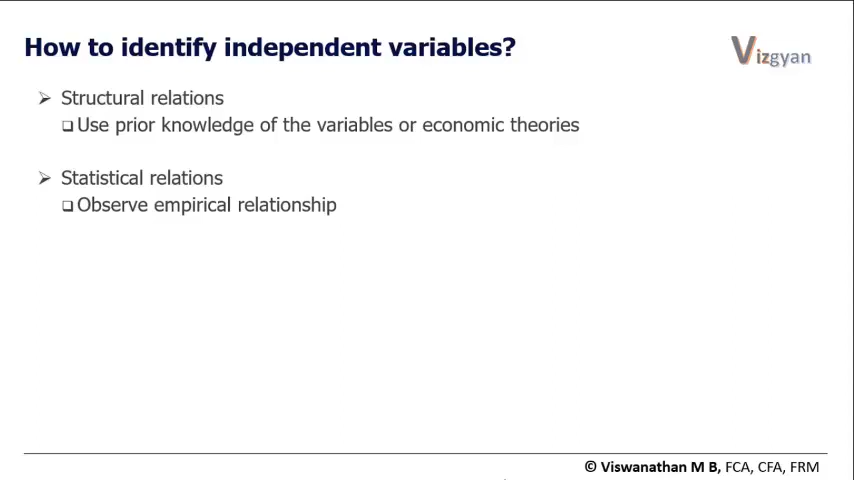 How to identify independent variables?
Vizgyan
➢ Structural relations
❑ Use prior knowledge of the variables or economic theories
➢ Statistical relations
❑ Observe empirical relationship
© Viswanathan M B, FCA, CFA, FRM